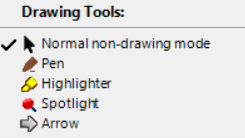 Drawing Tools:
Normal non-drawing mode
Pen
Highlighter
Spotlight
Arrow